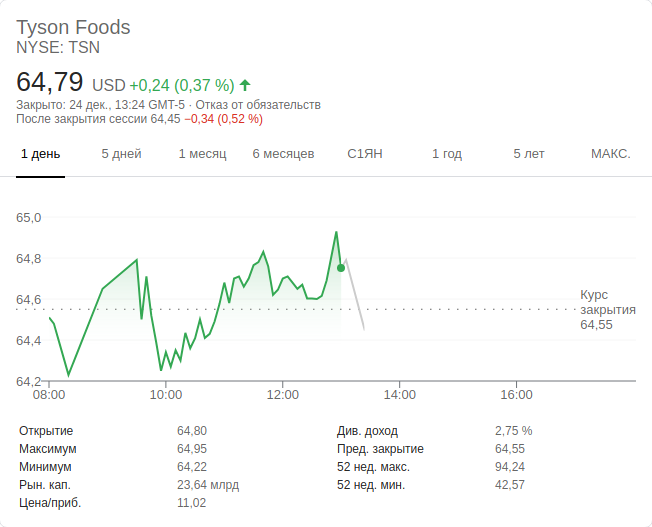 Tyson Foods
NYSE: TSN
64,79 USD +0,24 (0,37 %)
Закрыто: 24 дек., 13:24 GMT-5 · Отказ от обязательств
После закрытия сессии 64,45 −0,34 (0,52 %)
1 день 5 дней 1 месяц 6 месяцев С1ЯН 1 год 5 лет МАКС.
65,0
64,8
64,6
64,4
64,2
Курс
закрытия
64,55
08:00 10:00 12:00 14:00 16:00
Открытие 64,80 Див. доход 2,75 %
Максимум 64,95 Пред. закрытие 64,55
Минимум 64,22 52 нед. макс. 94,24
Рын. кап. 23,64 млрд 52 нед. мин. 42,57
Цена/приб. 11,02